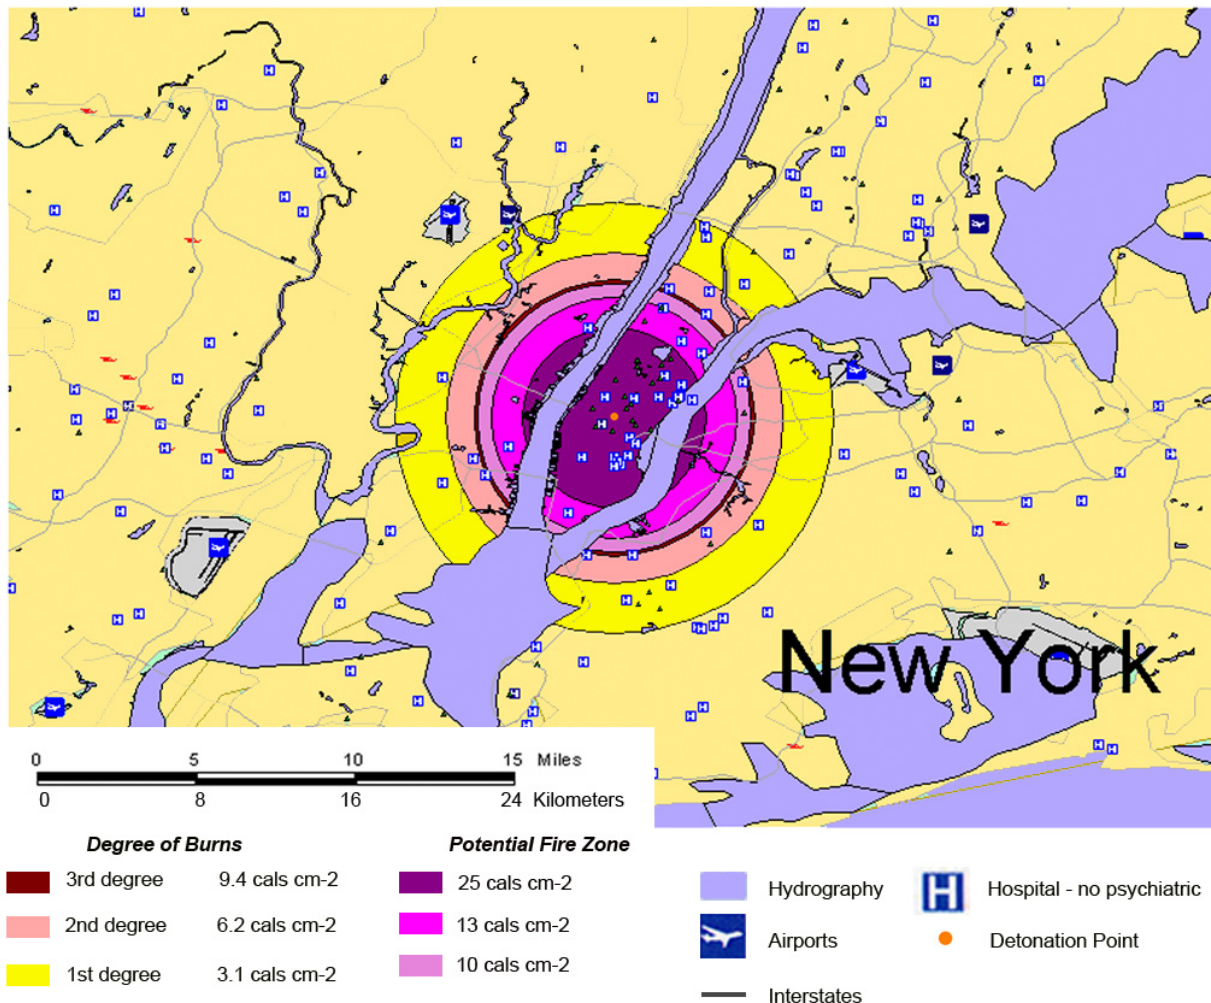 New York
0 5 10 15 Miles
0 8 16 24 Kilometers
Degree of Burns
3rd degree 9.4 cals cm-2
2nd degree 6.2 cals cm-2
1st degree 3.1 cals cm-2
Potential Fire Zone
25 cals cm-2
13 cals cm-2
10 cals cm-2
Hydrography
Airports
Interstates
H Hospital - no psychiatric
Detonation Point